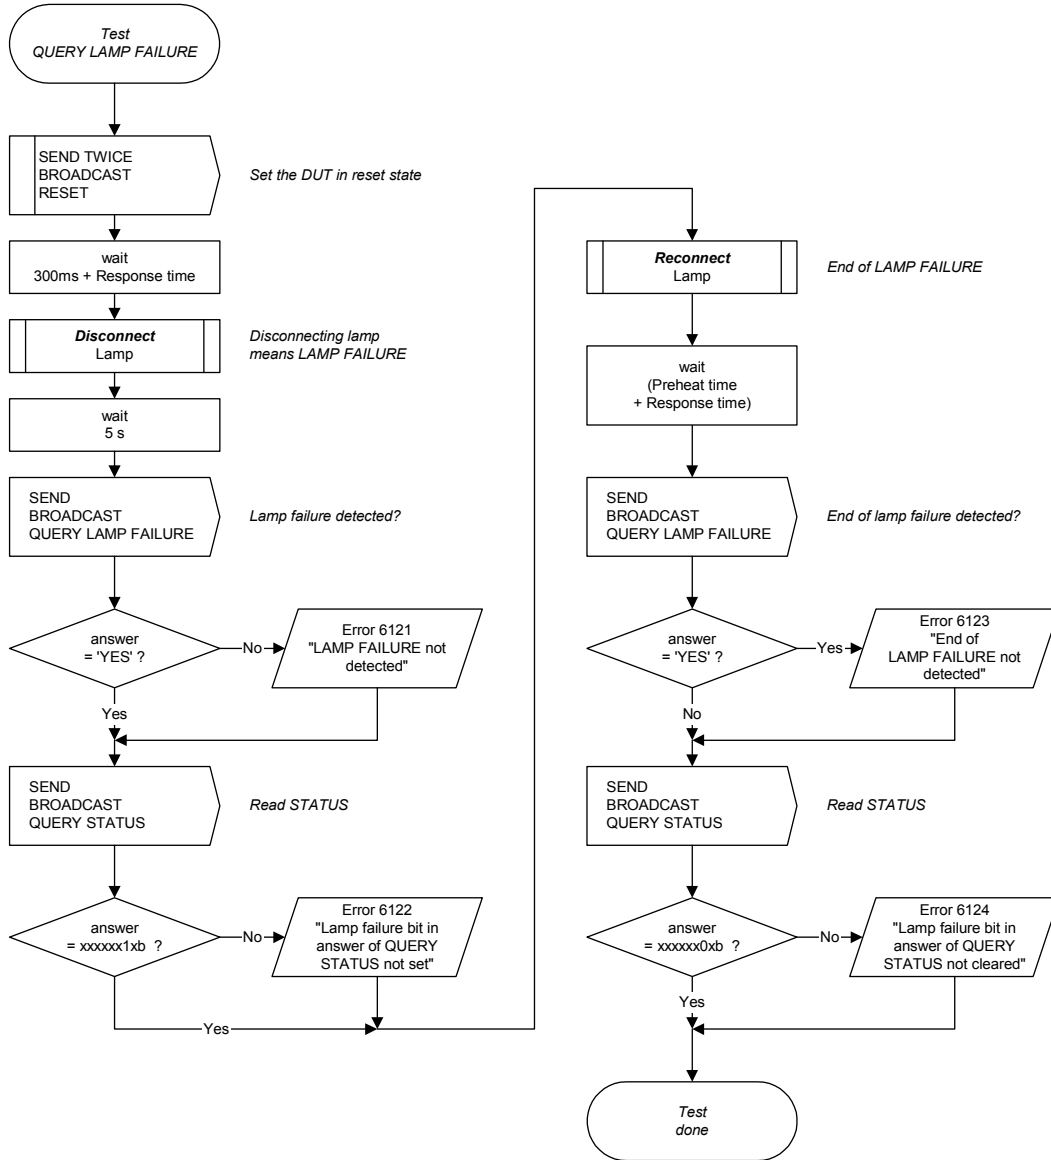 Test
QUERY LAMP FAILURE
SEND TWICE
BROADCAST
RESET
Set the DUT in reset state
wait
300ms + Response time
Disconnect
Lamp
Disconnecting lamp
means LAMP FAILURE
wait
5 s
SEND
BROADCAST
QUERY LAMP FAILURE
Lamp failure detected?
answer
= 'YES' ?
No
Error 6121
"LAMP FAILURE not
detected"
Yes
SEND
BROADCAST
QUERY STATUS
Read STATUS
answer
= xxxxxx1xb ?
No
Error 6122
"Lamp failure bit in
answer of QUERY
STATUS not set"
Yes
Reconnect
Lamp
End of LAMP FAILURE
wait
(Preheat time
+ Response time)
SEND
BROADCAST
QUERY LAMP FAILURE
End of lamp failure detected?
answer
= 'YES' ?
Yes
Error 6123
"End of
LAMP FAILURE not
detected"
No
SEND
BROADCAST
QUERY STATUS
Read STATUS
answer
= xxxxxx0xb ?
No
Error 6124
"Lamp failure bit in
answer of QUERY
STATUS not cleared"
Yes
Test
done